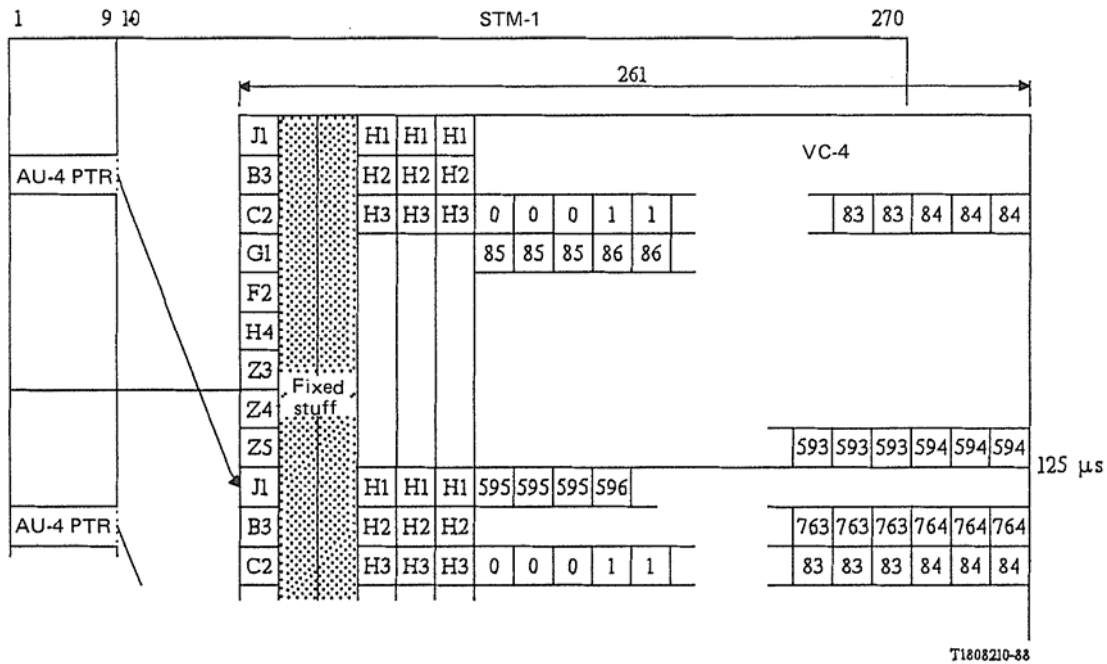 1 9 10 STM-1 270
261
J1 H1 H1 H1 VC-4
AU-4 PTR B3 H2 H2 H2
C2 H3 H3 H3 0 0 0 1 1 83 83 84 84 84
G1 85 85 85 86 86
F2
H4
Z3
Fixed
Z4 stuff
Z5 593 593 593 594 594 594
125 µs
J1 H1 H1 H1 595 595 595 596
AU-4 PTR B3 H2 H2 H2 763 763 763 764 764 764
C2 H3 H3 H3 0 0 0 1 1 83 83 83 84 84 84
T1808210-88